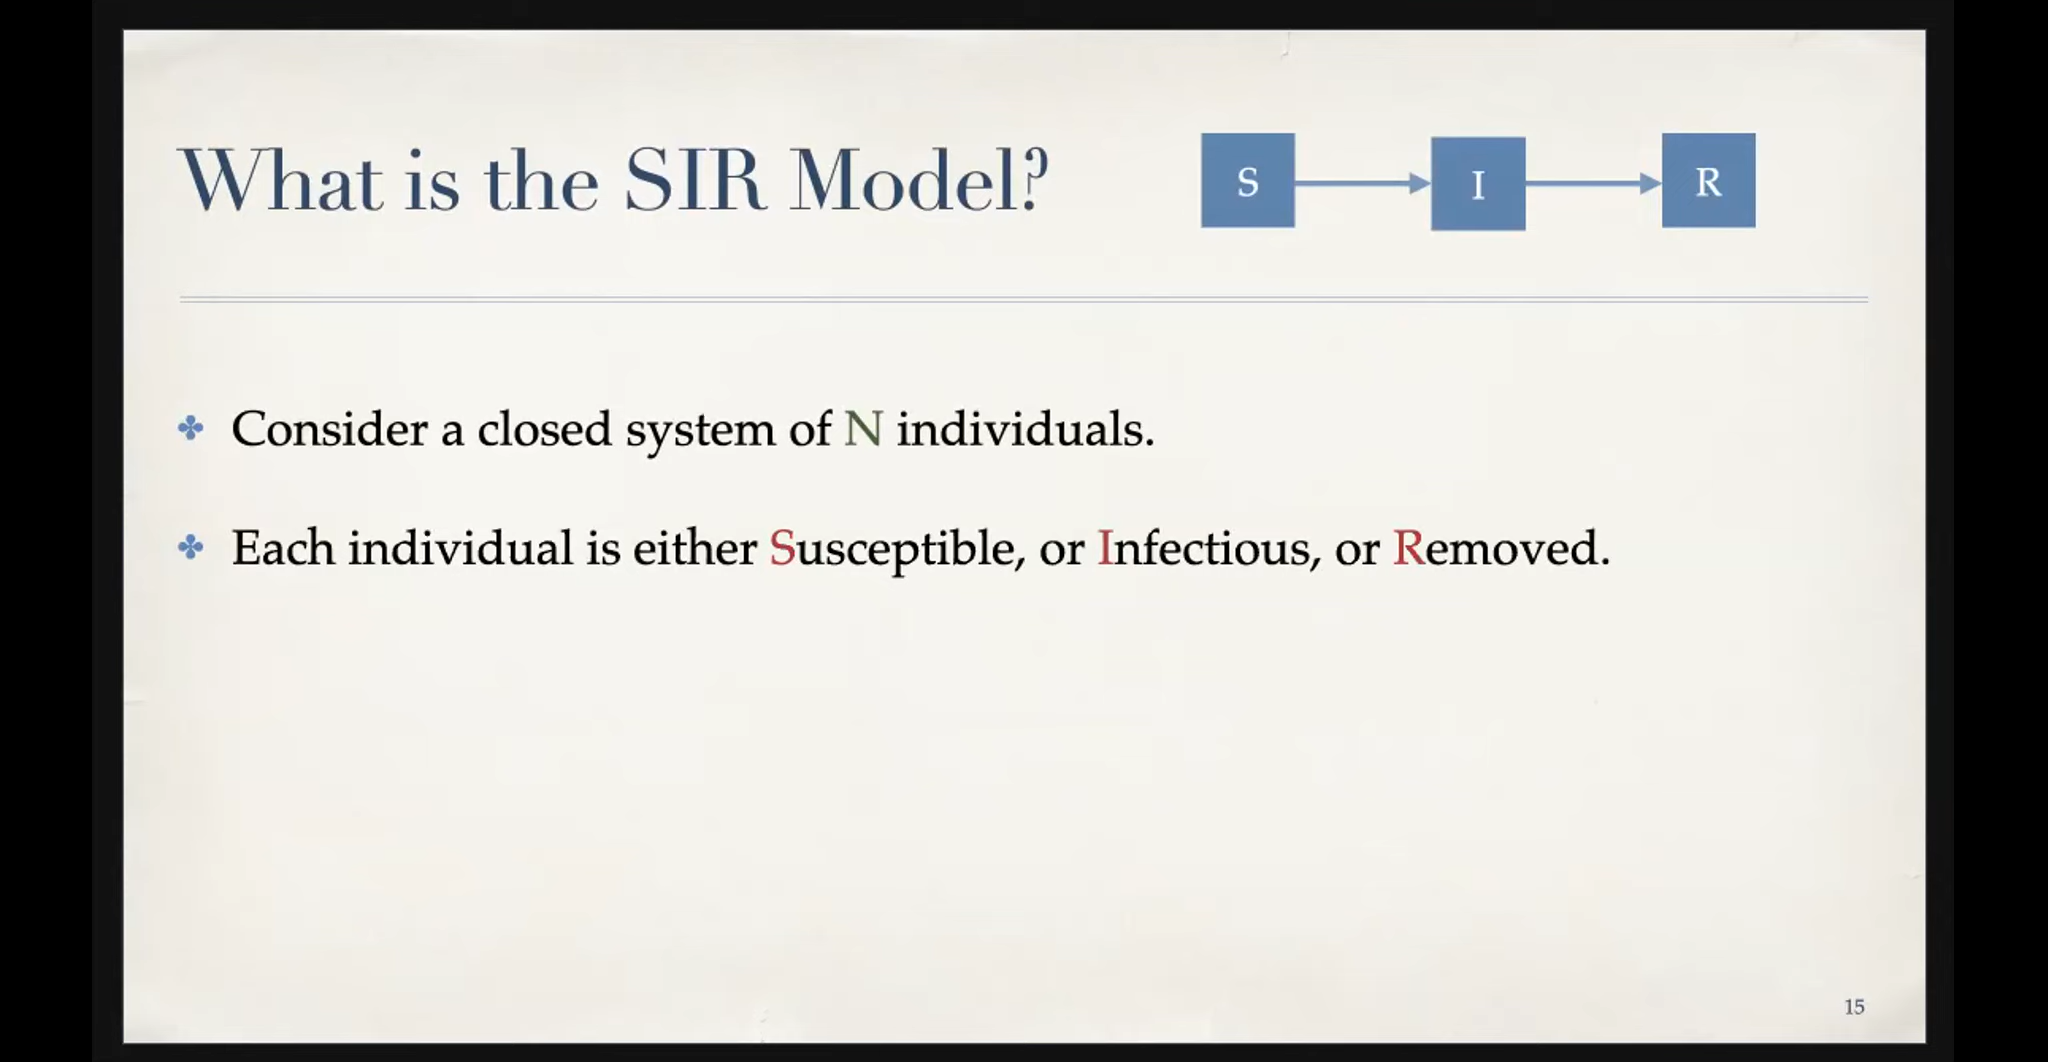 What is the SIR Model?
S I R
Consider a closed system of N individuals.
Each individual is either Susceptible, or Infectious, or Removed.
15